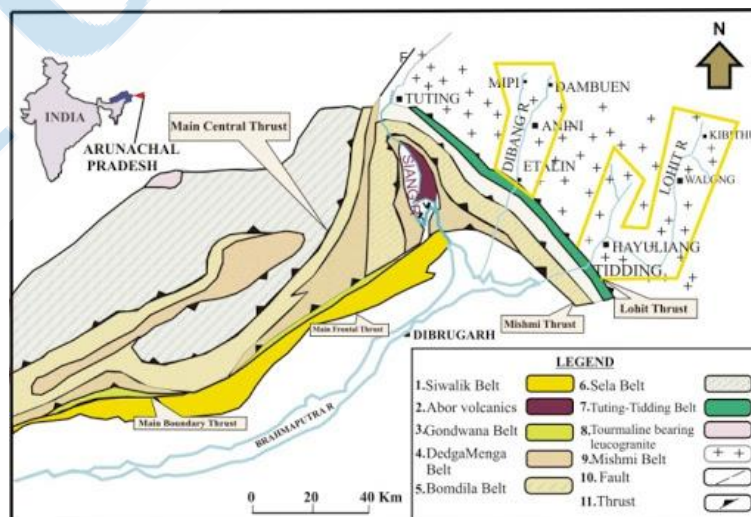 N
F
TUTING
MIPI
DAMBUEN
DIBANG R
ANINI
ETALIN
KIBITHU
LOHIT R
WALONG
HAYULIANG
TIDDING
INDIA
ARUNACHAL
PRADESH
Main Central Thrust
SIANG
Main Frontal Thrust
Mishmi Thrust
Lohit Thrust
DIBRUGARH
Main Boundary Thrust
BRAHMAPUTRA R
0 20 40 Km
LEGEND
1.Siwalik Belt
2.Abor volcanics
3.Gondwana Belt
4.DedgaMenga
Belt
5.Bomdila Belt
6.Sela Belt
7.Tuting-Tidding Belt
8.Tourmaline bearing
leucogranite
9.Mishmi Belt
10.Fault
11.Thrust